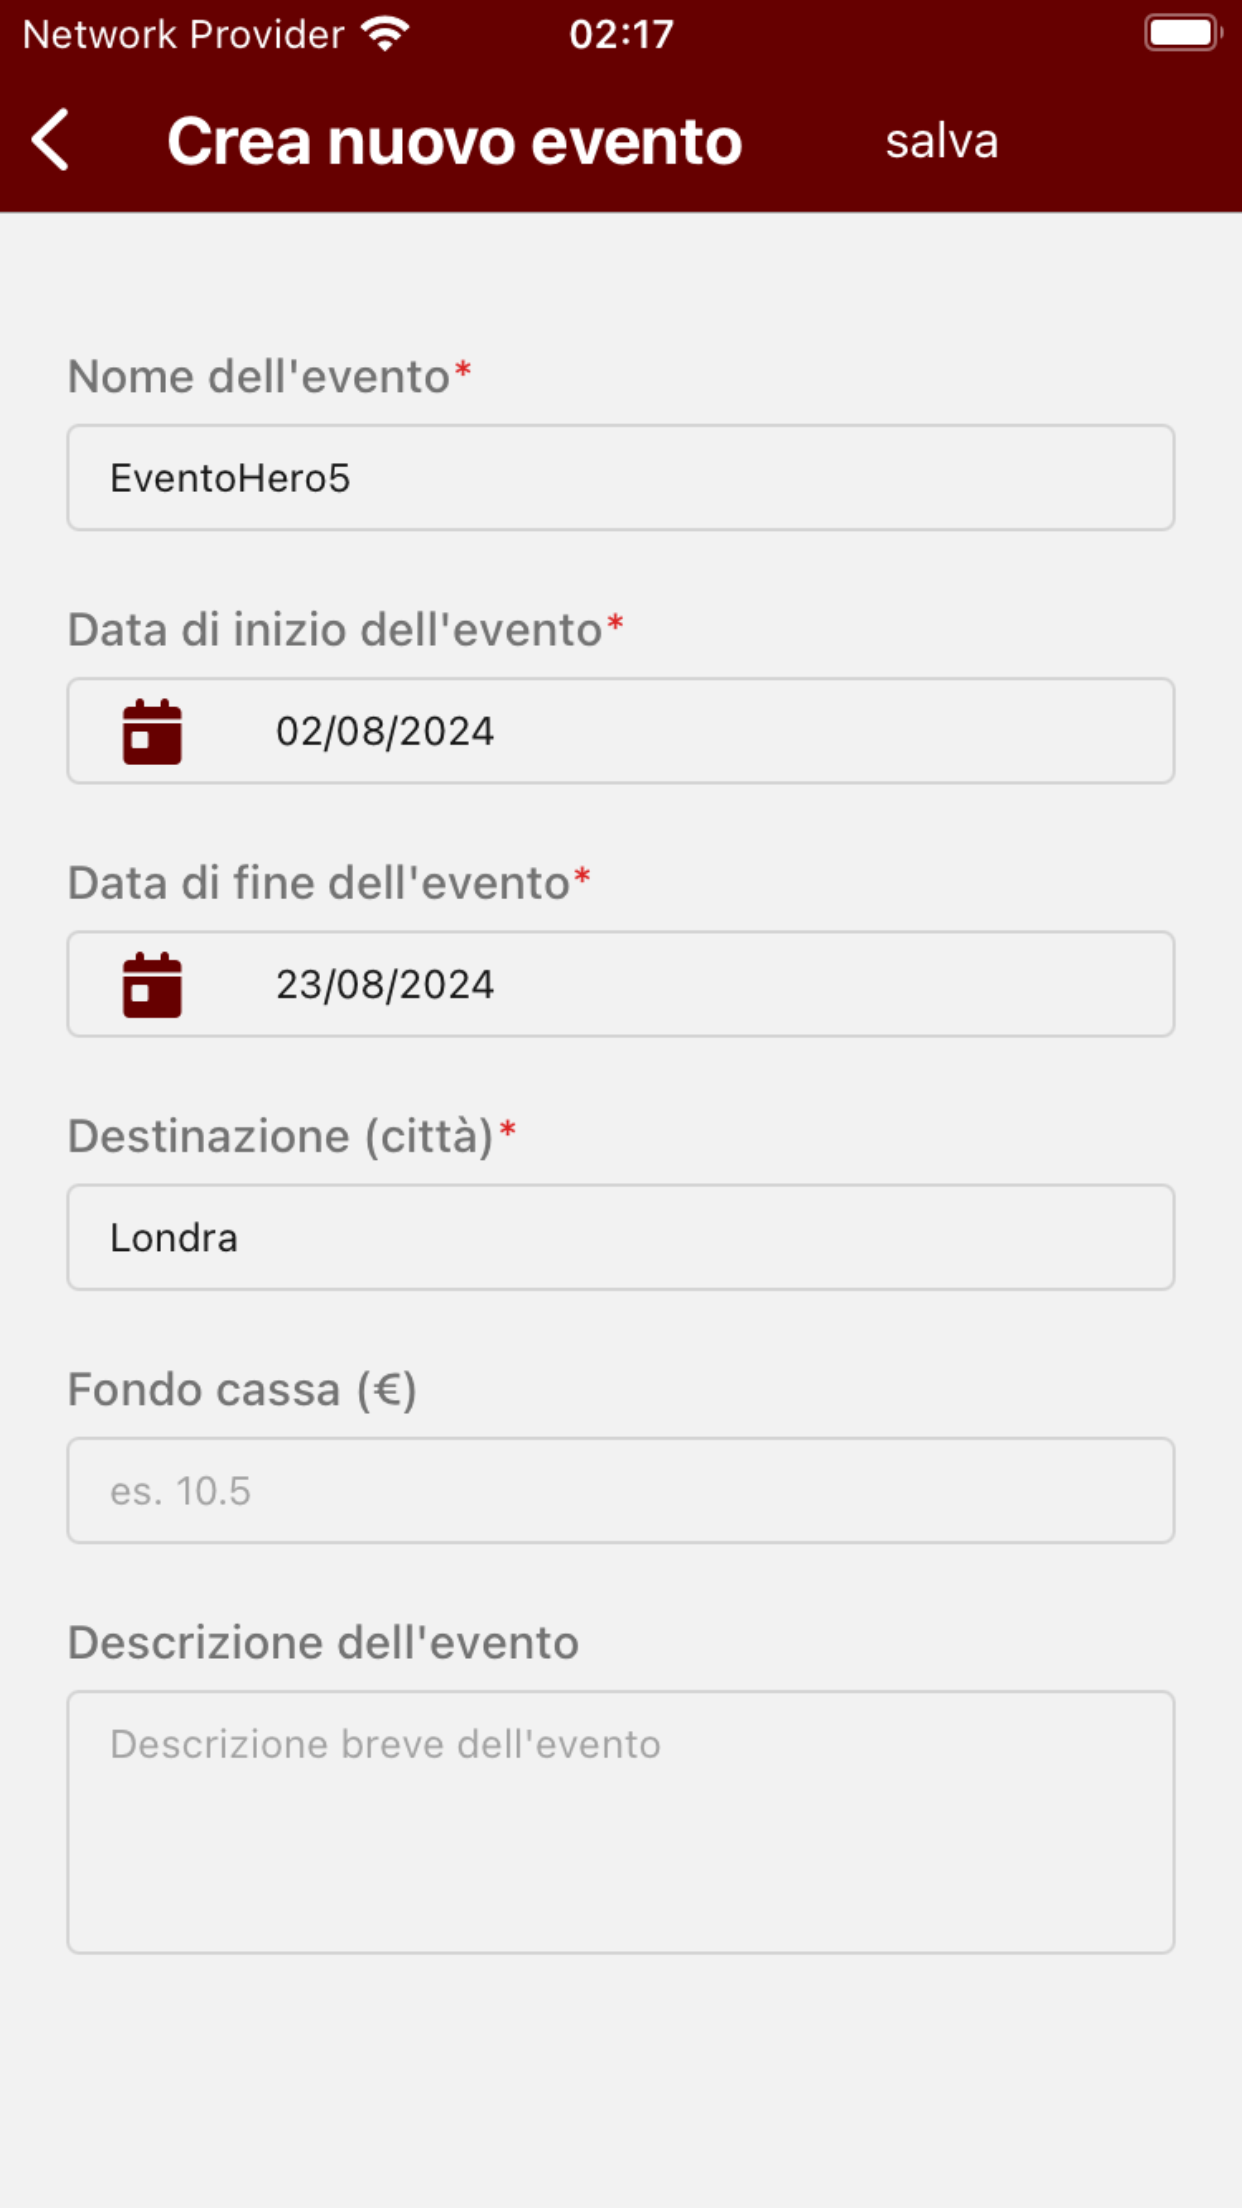 Network Provider 02:17
Crea nuovo evento salva
Nome dell'evento*
EventoHero5
Data di inizio dell'evento*
02/08/2024
Data di fine dell'evento*
23/08/2024
Destinazione (città)*
Londra
Fondo cassa (€)
es. 10.5
Descrizione dell'evento
Descrizione breve dell'evento